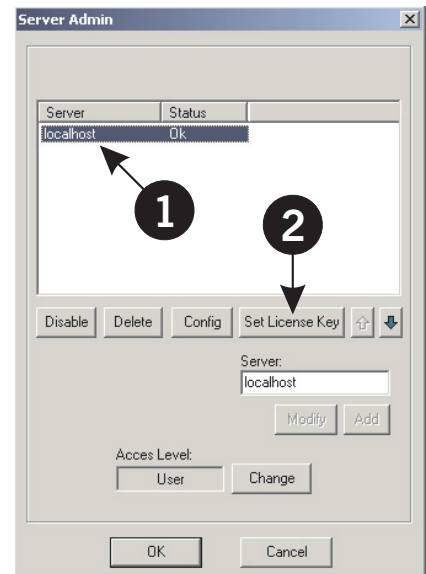 Server Admin
Server Status
localhost Ok
1
2
Disable Delete Config Set License Key
Server:
localhost
Modify Add
Acces Level:
User Change
OK Cancel